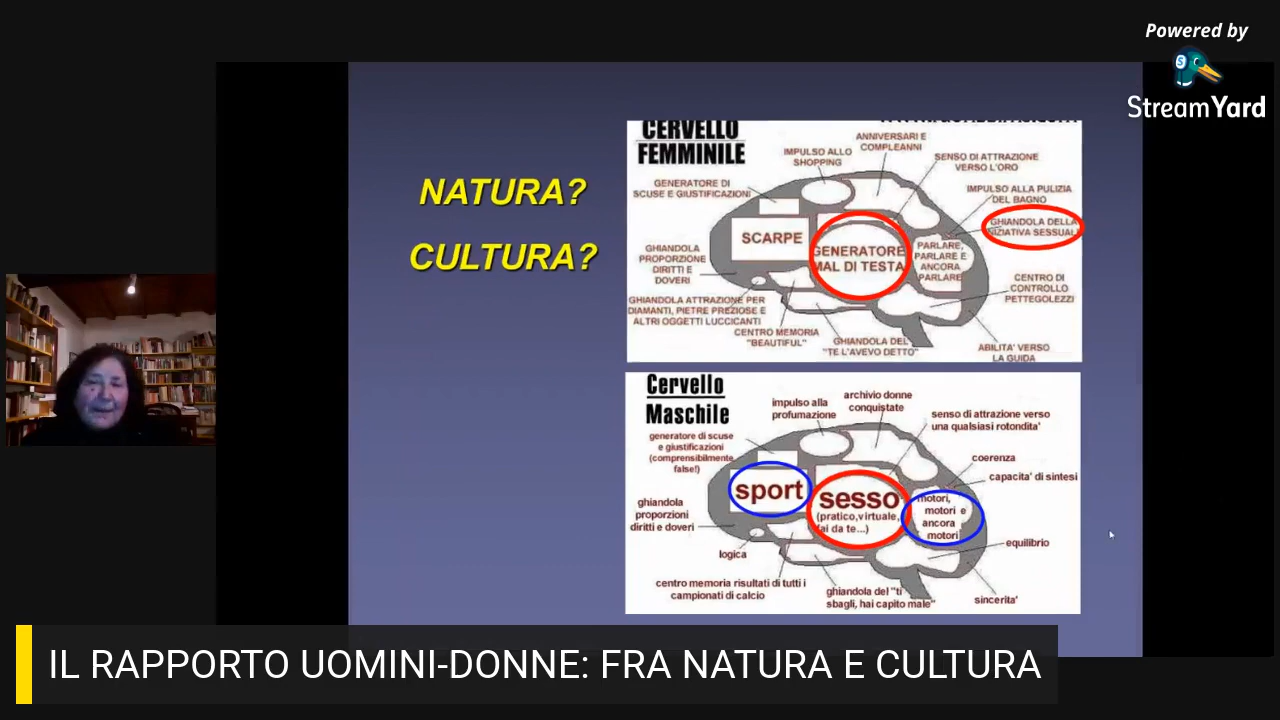 Powered by
StreamYard
NATURA?
CULTURA?
CERVELLO
FEMMINILE
ANNIVERSARI E
COMPLEANNI
IMPULSO ALLO
SHOPPING
SENSO DI ATTRAZIONE
VERSO L'ORO
GENERATORE DI
SCUSE E GIUSTIFICAZIONI
IMPULSO ALLA PULIZIA
DEL BAGNO
GHIANDOLA DELLA
INIZIATIVA SESSUALE
SCARPE
GENERATORE
MAL DI TESTA
PARLARE,
PARLARE E
ANCORA
PARLARE
GHIANDOLA
PROPORZIONE
DIRITTI E
DOVERI
CENTRO DI
CONTROLLO
PETTEGOLEZZI
GHIANDOLA ATTRAZIONE PER
DIAMANTI, PIETRE PREZIOSE E
ALTRI OGGETTI LUCCICANTI
CENTRO MEMORIA
"BEAUTIFUL"
GHIANDOLA DEL
"TE L'AVEVO DETTO"
ABILITA' VERSO
LA GUIDA
Cervello
Maschile
impulso alla
profumazione
archivio donne
conquistate
senso di attrazione verso
una qualsiasi rotondita'
generatore di scuse
e giustificazioni
(comprensibilmente
false!)
coerenza
capacita' di sintesi
sport
sesso
(pratico,virtuale,
fai da te...)
motori,
motori e
ancora
motori
ghiandola
proporzioni
diritti e doveri
logica
equilibrio
centro memoria risultati di tutti i
campionati di calcio
ghiandola del "ti
sbagli, hai capito male"
sincerita'
IL RAPPORTO UOMINI-DONNE: FRA NATURA E CULTURA